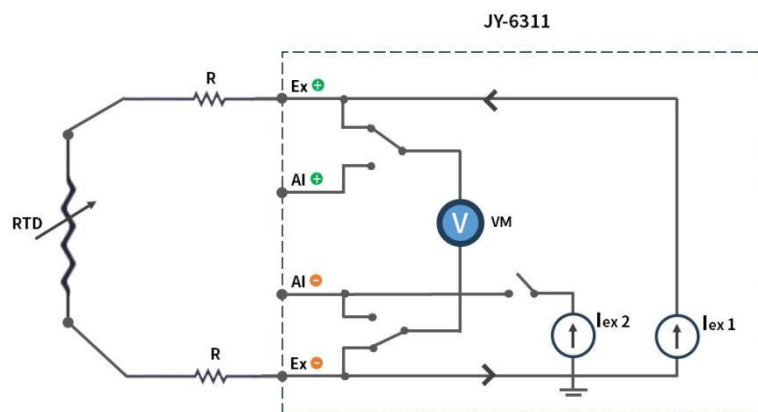 JY-6311
R
Ex +
AI +
RTD
V
VM
AI -
Iex 2
Iex 1
R
Ex -